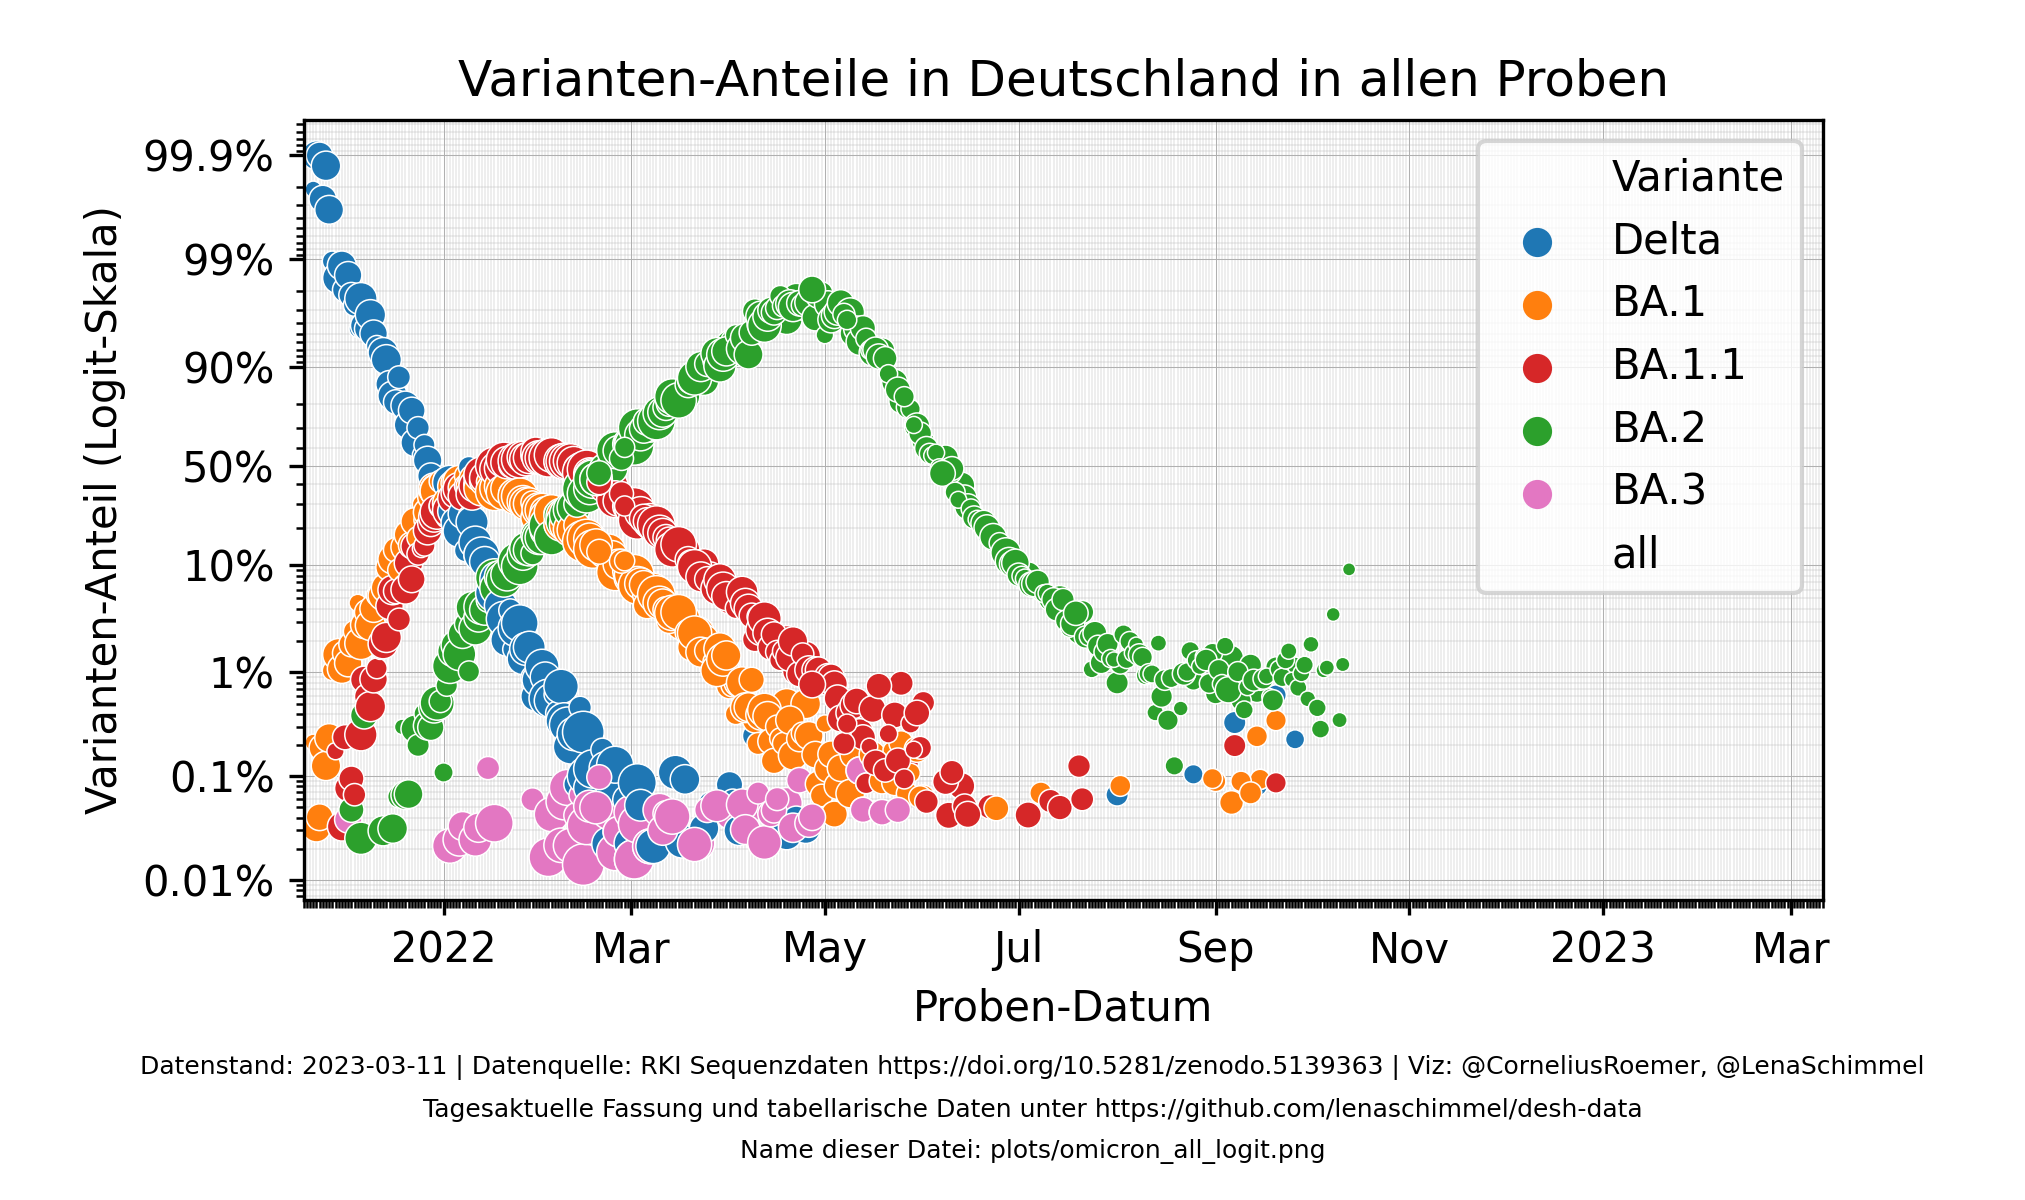 Varianten-Anteile in Deutschland in allen Proben
Varianten-Anteil (Logit-Skala)
99.9%
99%
90%
50%
10%
1%
0.1%
0.01%
Variante
Delta
BA.1
BA.1.1
BA.2
BA.3
all
2022 Mar May Jul Sep Nov 2023 Mar
Proben-Datum
Datenstand: 2023-03-11 | Datenquelle: RKI Sequenzdaten https://doi.org/10.5281/zenodo.5139363 | Viz: @CorneliusRoemer, @LenaSchimmel
Tagesaktuelle Fassung und tabellarische Daten unter https://github.com/lenaschimmel/desh-data
Name dieser Datei: plots/omicron_all_logit.png